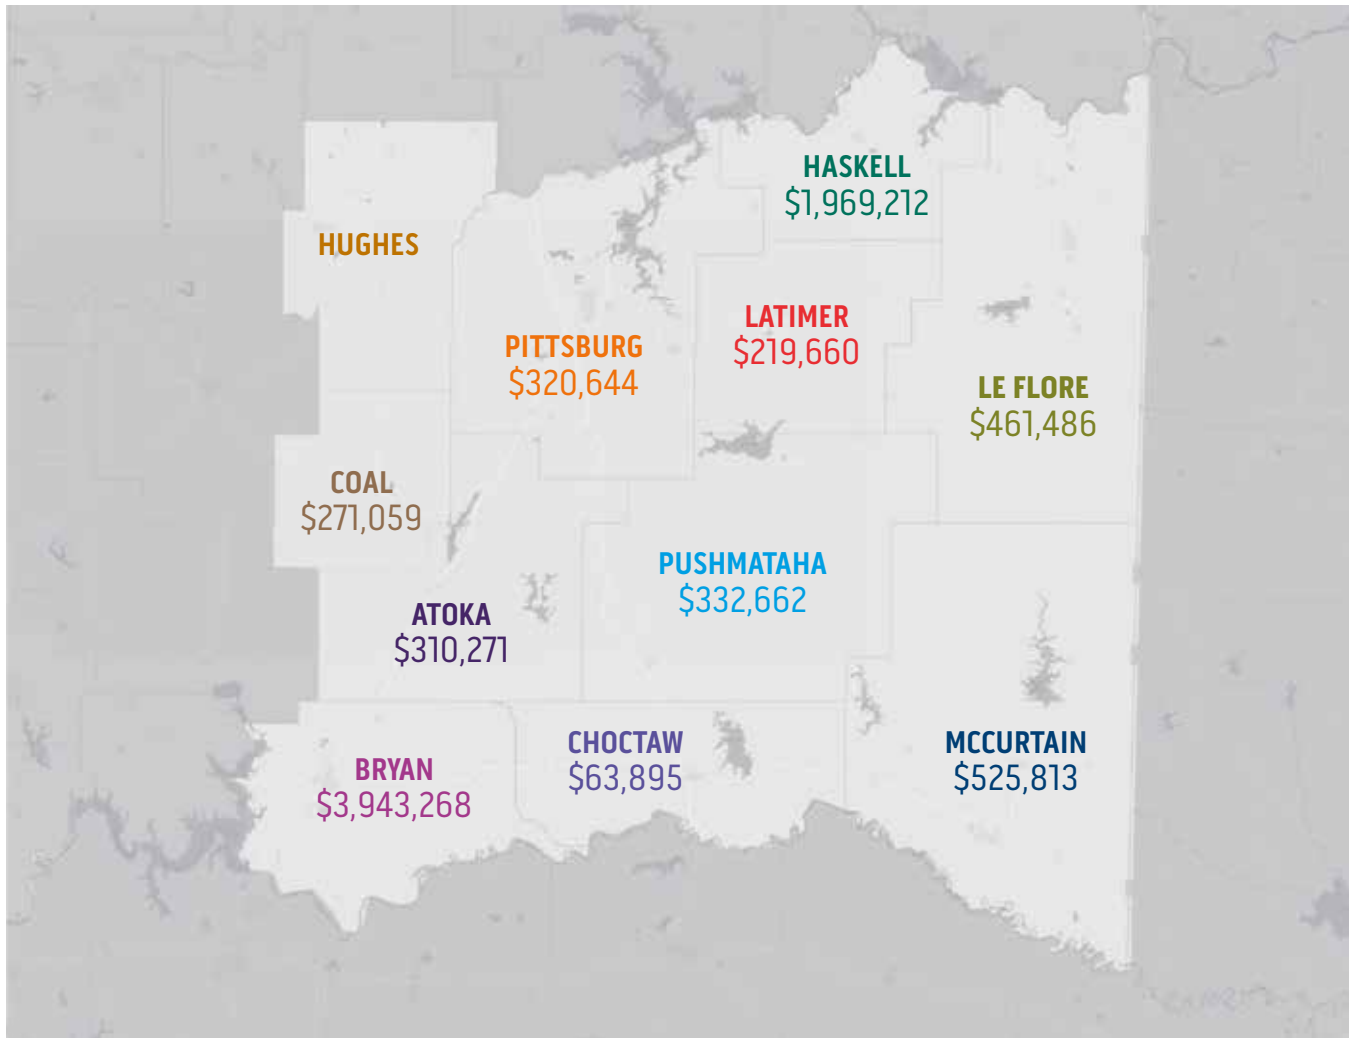 HASKELL
$1,969,212
HUGHES
LATIMER
$219,660
PITTSBURG
$320,644
LE FLORE
$461,486
COAL
$271,059
PUSHMATAHA
$332,662
ATOKA
$310,271
CHOCTAW
$63,895
MCCURTAIN
$525,813
BRYAN
$3,943,268